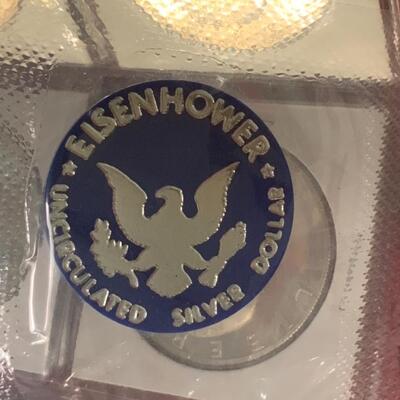 ★ EISENHOWER ★
UNCIRCULATED SILVER DOLLAR